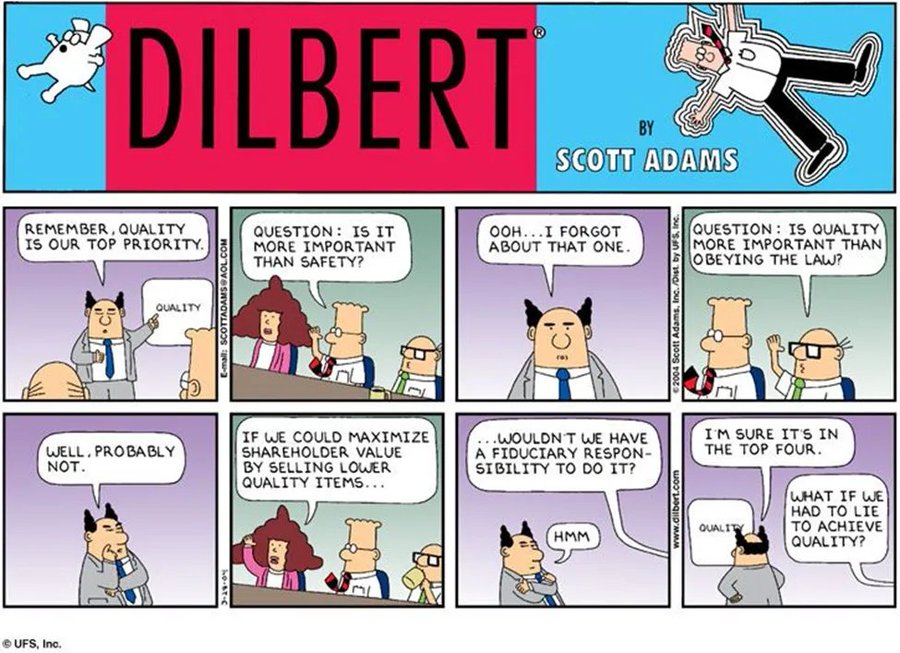 DILBERT®
BY
SCOTT ADAMS
REMEMBER, QUALITY
IS OUR TOP PRIORITY.
QUALITY
E-mail: SCOTTADAMS@AOL.COM
QUESTION: IS IT
MORE IMPORTANT
THAN SAFETY?
OOH...I FORGOT
ABOUT THAT ONE.
© 2004 Scott Adams, Inc./Dist. by UFS, Inc.
QUESTION: IS QUALITY
MORE IMPORTANT THAN
OBEYING THE LAW?
WELL, PROBABLY
NOT.
3-28-04
IF WE COULD MAXIMIZE
SHAREHOLDER VALUE
BY SELLING LOWER
QUALITY ITEMS...
...WOULDN'T WE HAVE
A FIDUCIARY RESPON-
SIBILITY TO DO IT?
HMM
www.dilbert.com
I'M SURE IT'S IN
THE TOP FOUR.
QUALITY
WHAT IF WE
HAD TO LIE
TO ACHIEVE
QUALITY?
© UFS, Inc.